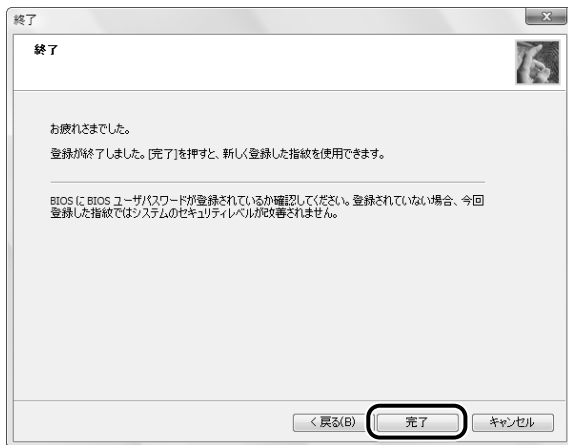 終了
終了
お疲れさまでした。
登録が終了しました。[完了]を押すと、新しく登録した指紋を使用できます。
BIOS に BIOS ユーザパスワードが登録されているか確認してください。登録されていない場合、今回
登録した指紋ではシステムのセキュリティレベルが改善されません。
< 戻る(B)
完了
キャンセル